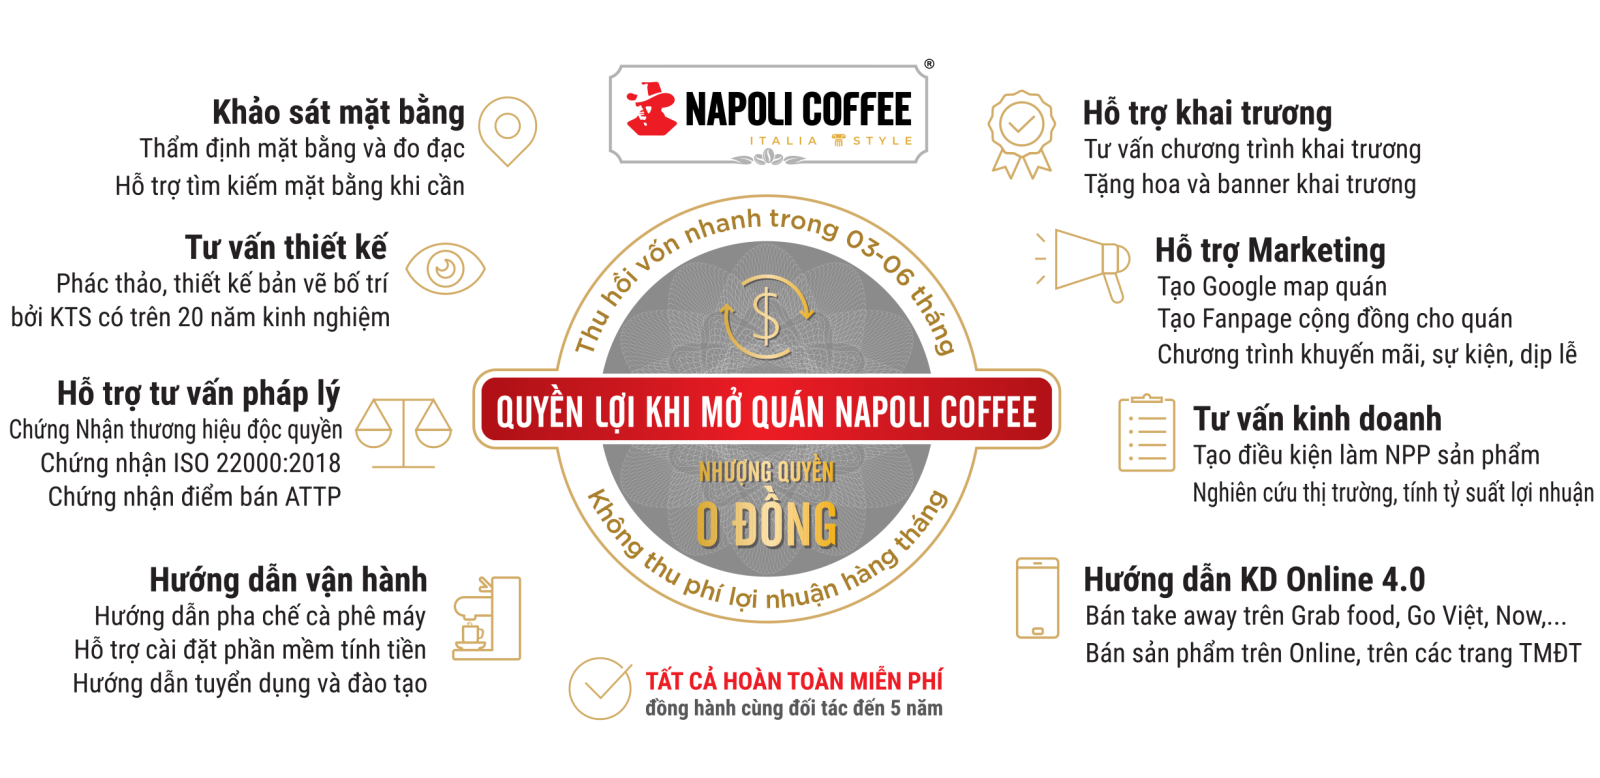 NAPOLI COFFEE
®
ITALIA STYLE
Khảo sát mặt bằng
Thẩm định mặt bằng và đo đạc
Hỗ trợ tìm kiếm mặt bằng khi cần
Tư vấn thiết kế
Phác thảo, thiết kế bản vẽ bố trí
bởi KTS có trên 20 năm kinh nghiệm
Hỗ trợ tư vấn pháp lý
Chứng Nhận thương hiệu độc quyền
Chứng nhận ISO 22000:2018
Chứng nhận điểm bán ATTP
Hướng dẫn vận hành
Hướng dẫn pha chế cà phê máy
Hỗ trợ cài đặt phần mềm tính tiền
Hướng dẫn tuyển dụng và đào tạo
Thu hồi vốn nhanh trong 03-06 tháng
$
QUYỀN LỢI KHI MỞ QUÁN NAPOLI COFFEE
NHƯỢNG QUYỀN
0 ĐỒNG
Không thu phí lợi nhuận hàng tháng
TẤT CẢ HOÀN TOÀN MIỄN PHÍ
đồng hành cùng đối tác đến 5 năm
Hỗ trợ khai trương
Tư vấn chương trình khai trương
Tặng hoa và banner khai trương
Hỗ trợ Marketing
Tạo Google map quán
Tạo Fanpage cộng đồng cho quán
Chương trình khuyến mãi, sự kiện, dịp lễ
Tư vấn kinh doanh
Tạo điều kiện làm NPP sản phẩm
Nghiên cứu thị trường, tính tỷ suất lợi nhuận
Hướng dẫn KD Online 4.0
Bán take away trên Grab food, Go Việt, Now,...
Bán sản phẩm trên Online, trên các trang TMĐT